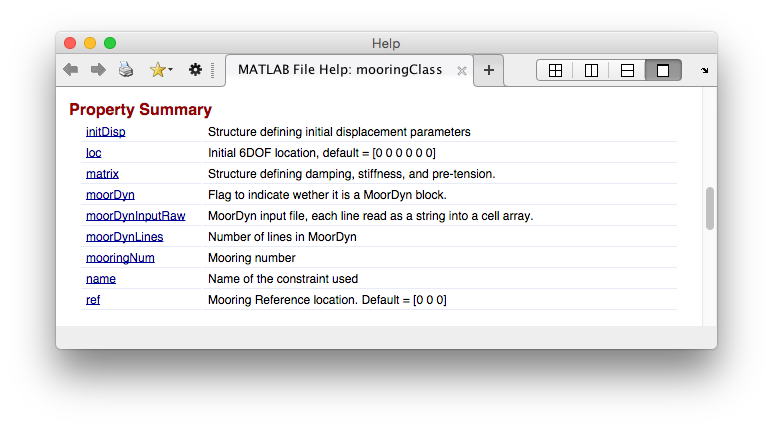 Help
MATLAB File Help: mooringClass
Property Summary
initDisp Structure defining initial displacement parameters
loc Initial 6DOF location, default = [0 0 0 0 0 0]
matrix Structure defining damping, stiffness, and pre-tension.
moorDyn Flag to indicate wether it is a MoorDyn block.
moorDynInputRaw MoorDyn input file, each line read as a string into a cell array.
moorDynLines Number of lines in MoorDyn
mooringNum Mooring number
name Name of the constraint used
ref Mooring Reference location. Default = [0 0 0]